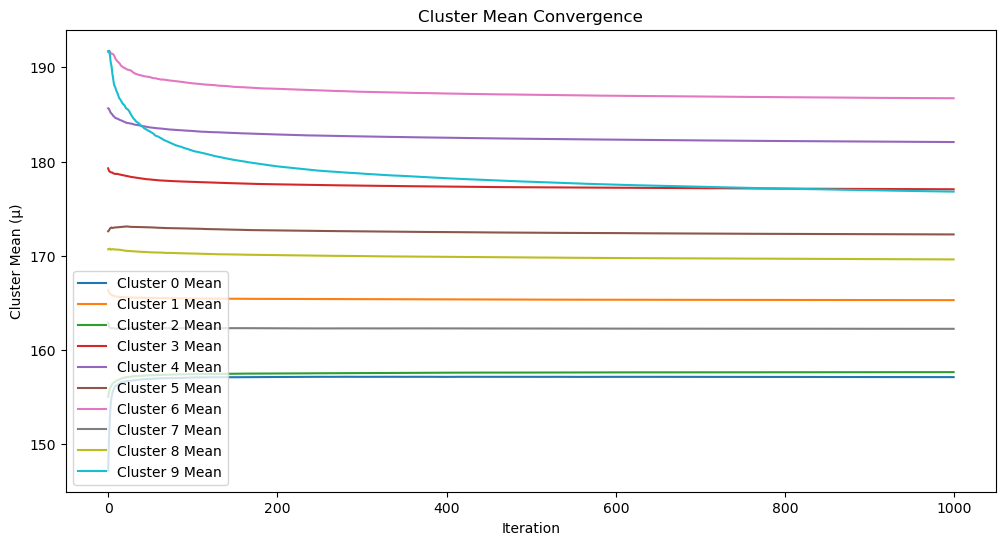 Cluster Mean Convergence
Cluster Mean (μ)
190
180
170
160
150
Cluster 0 Mean
Cluster 1 Mean
Cluster 2 Mean
Cluster 3 Mean
Cluster 4 Mean
Cluster 5 Mean
Cluster 6 Mean
Cluster 7 Mean
Cluster 8 Mean
Cluster 9 Mean
0 200 400 600 800 1000
Iteration